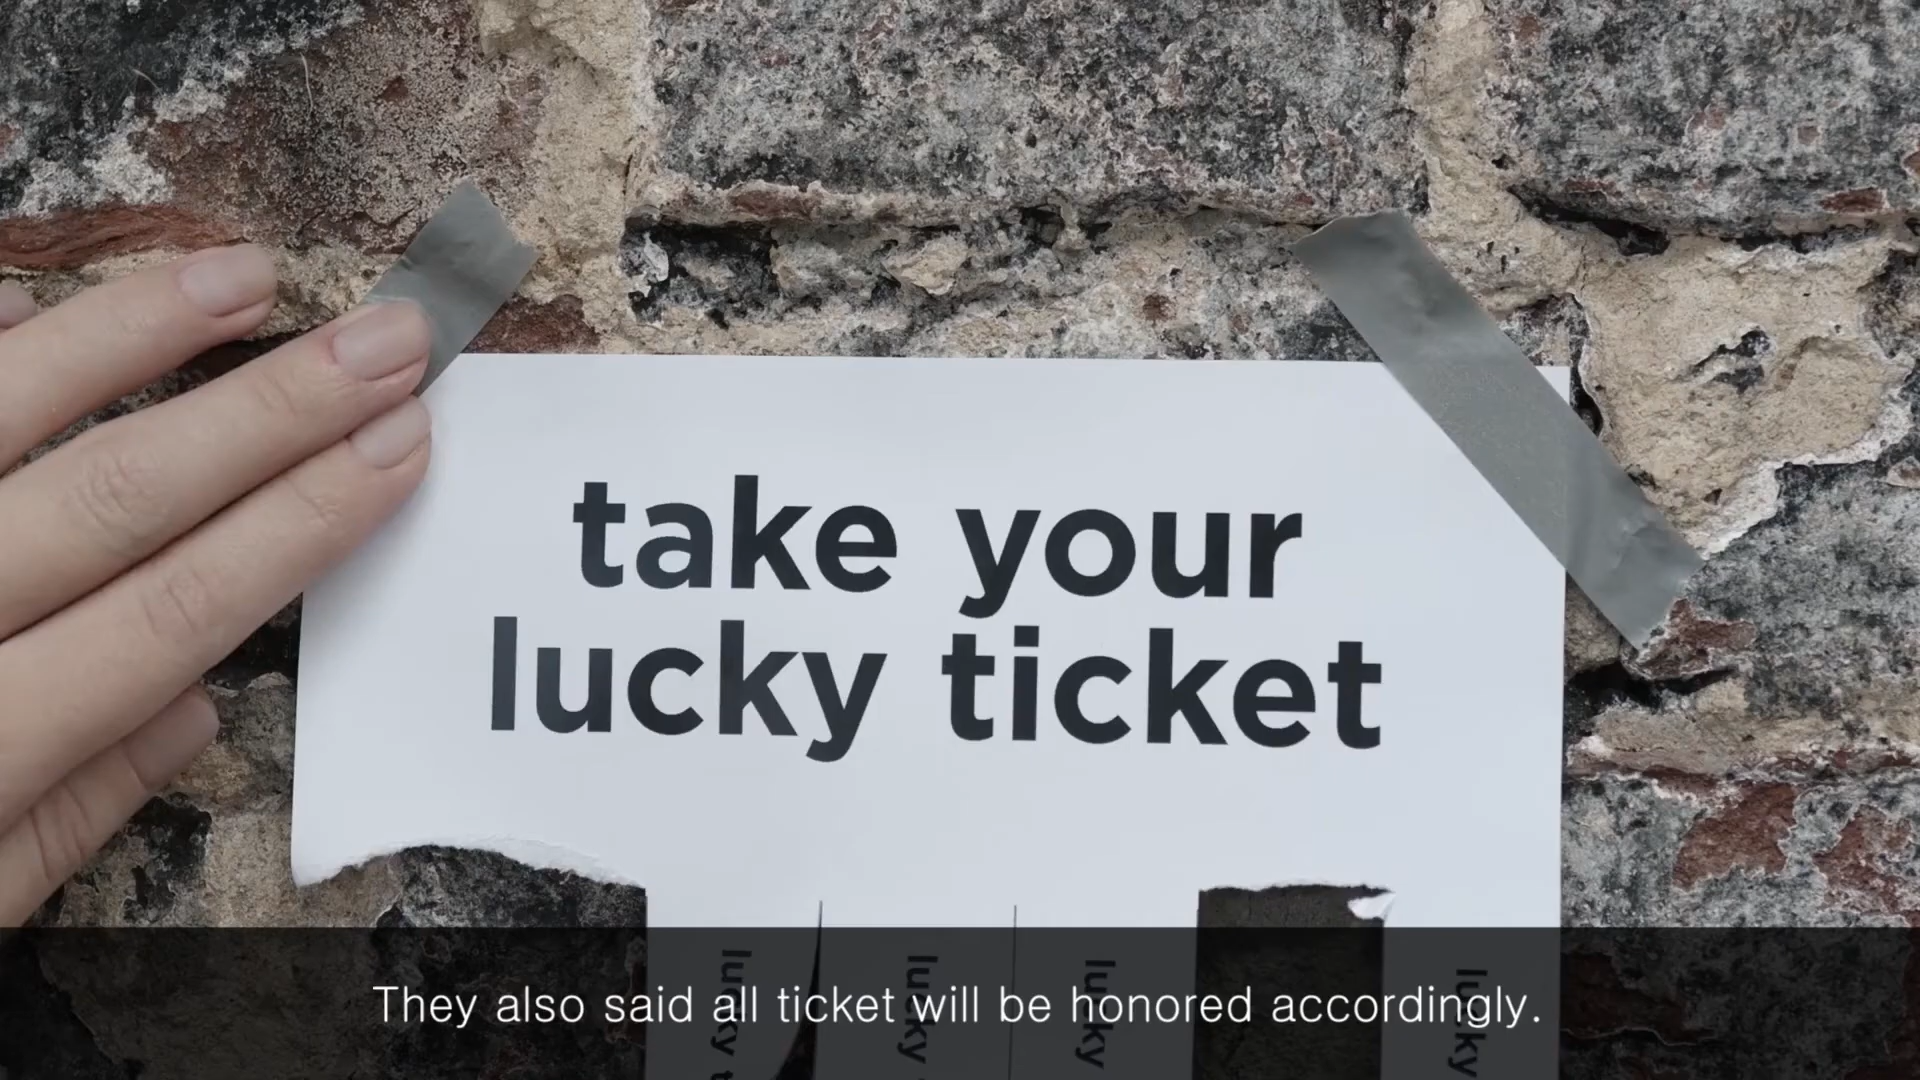 take your
lucky ticket
lucky
lucky
lucky
lucky
They also said all ticket will be honored accordingly.